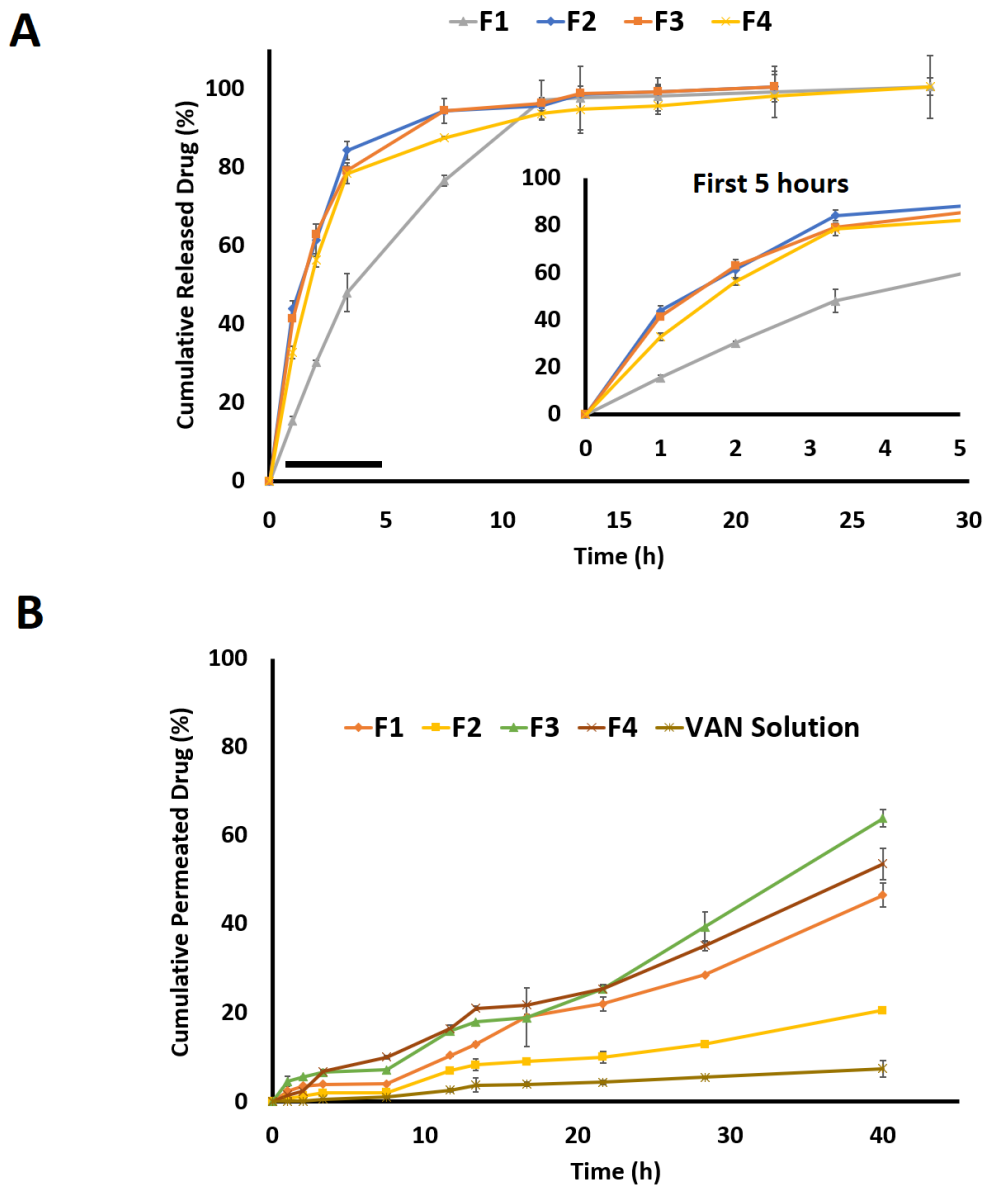 A
F1 F2 F3 F4
Cumulative Released Drug (%)
100
80
60
40
20
0
0 5 10 15 20 25 30
Time (h)
First 5 hours
100
80
60
40
20
0
0 1 2 3 4 5
B
Cumulative Permeated Drug (%)
100
80
60
40
20
0
F1 F2 F3 F4 VAN Solution
0 10 20 30 40
Time (h)